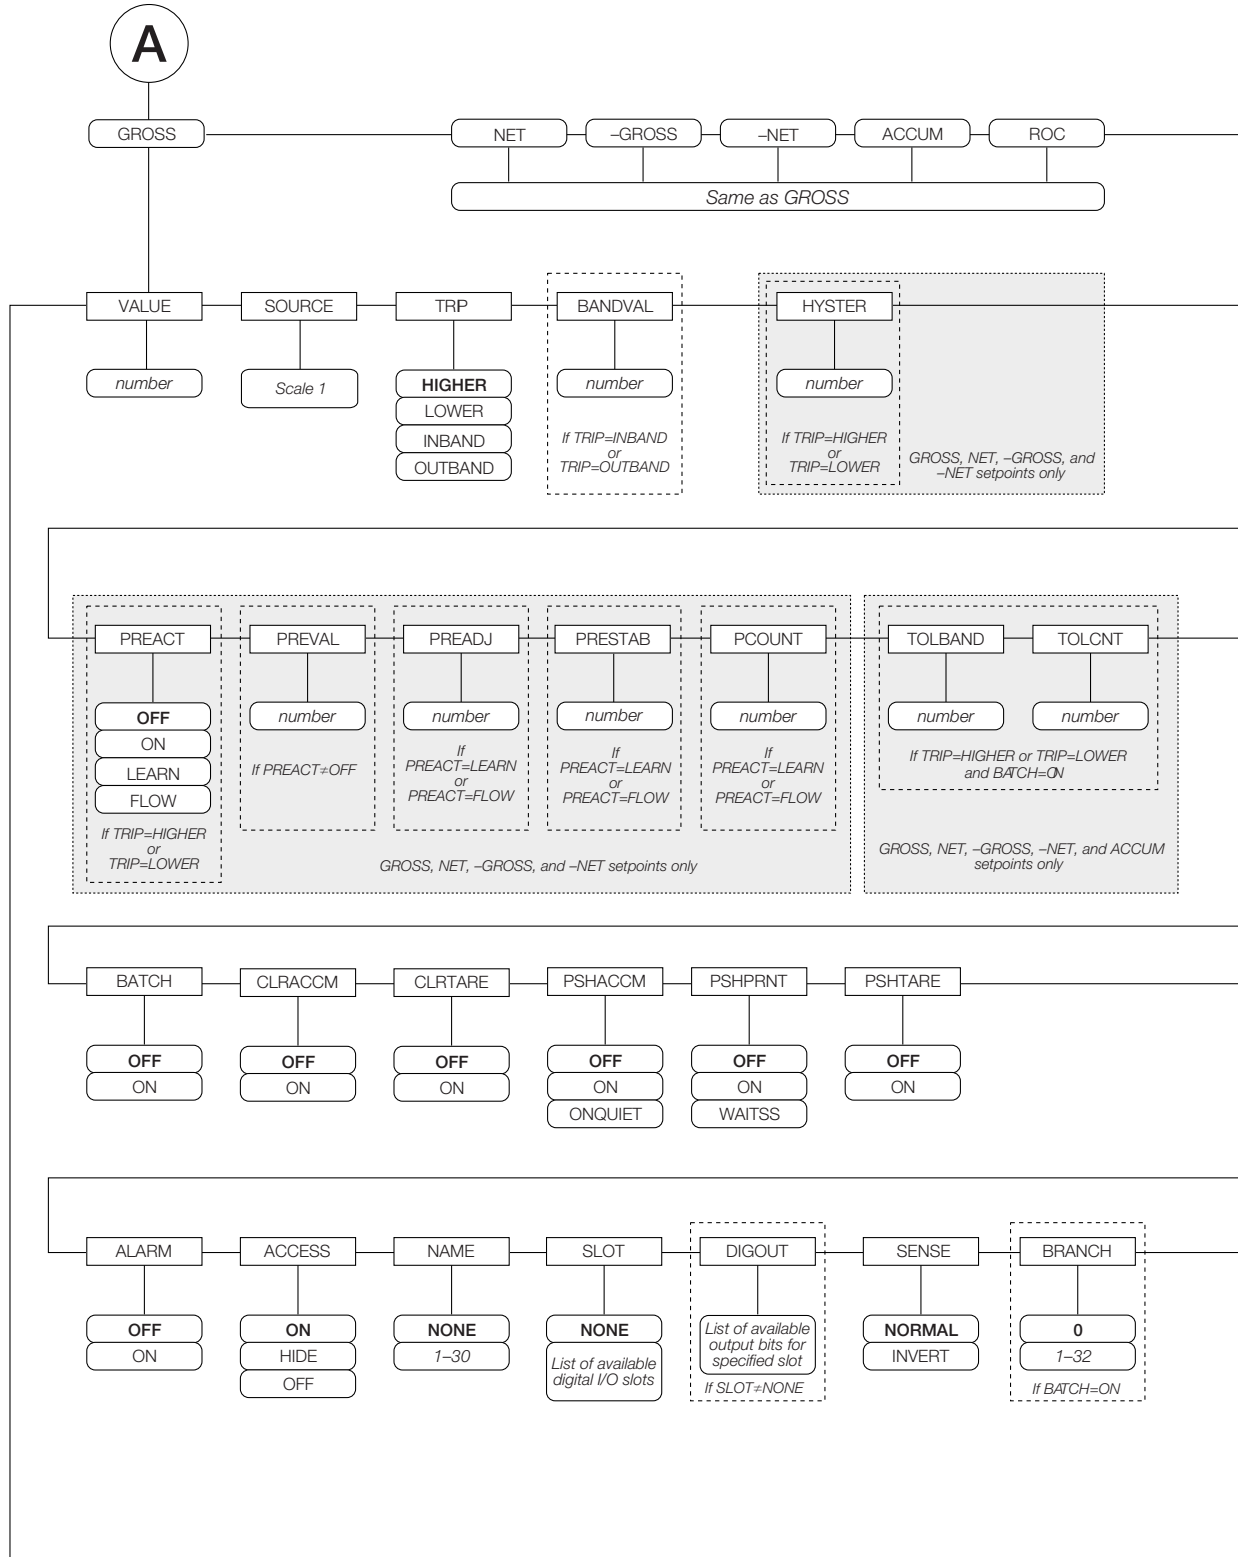 A
GROSS
NET
–GROSS
–NET
ACCUM
ROC
Same as GROSS
VALUE
SOURCE
TRIP
BANDVAL
HYSTER
number
Scale 1
HIGHER
LOWER
INBAND
OUTBAND
number
If TRIP=INBAND
or
TRIP=OUTBAND
number
If TRIP=HIGHER
or
TRIP=LOWER
GROSS, NET, –GROSS, and
–NET setpoints only
PREACT
PREVAL
PREADJ
PRESTAB
PCOUNT
TOLBAND
TOLCNT
OFF
ON
LEARN
FLOW
If TRIP=HIGHER
or
TRIP=LOWER
number
If PREACT≠OFF
number
If
PREACT=LEARN
or
PREACT=FLOW
number
If
PREACT=LEARN
or
PREACT=FLOW
number
If
PREACT=LEARN
or
PREACT=FLOW
GROSS, NET, –GROSS, and –NET setpoints only
number
number
If TRIP=HIGHER or TRIP=LOWER
and BATCH=ON
GROSS, NET, –GROSS, –NET, and ACCUM
setpoints only
BATCH
CLRACCM
CLRTARE
PSHACCM
PSHPRNT
PSHTARE
OFF
ON
OFF
ON
OFF
ON
OFF
ON
ONQUIET
OFF
ON
WAITSS
OFF
ON
ALARM
ACCESS
NAME
SLOT
DIGOUT
SENSE
BRANCH
OFF
ON
ON
HIDE
OFF
NONE
1–30
NONE
List of available
digital I/O slots
List of available
output bits for
specified slot
If SLOT≠NONE
NORMAL
INVERT
0
1–32
If BATCH=ON